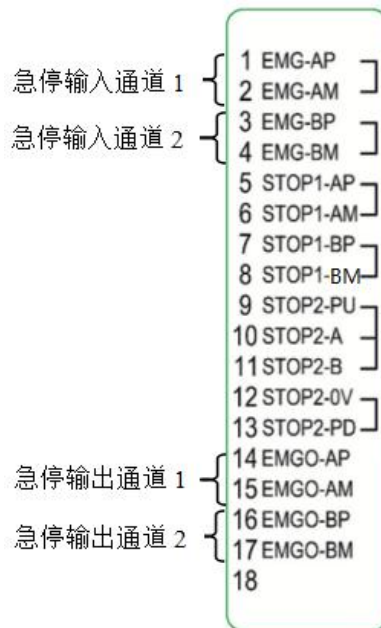 1 EMG-AP
急停输入通道 1
2 EMG-AM
3 EMG-BP
急停输入通道 2
4 EMG-BM
5 STOP1-AP
6 STOP1-AM
7 STOP1-BP
8 STOP1-BM
9 STOP2-PU
10 STOP2-A
11 STOP2-B
12 STOP2-0V
13 STOP2-PD
14 EMGO-AP
急停输出通道 1
15 EMGO-AM
16 EMGO-BP
急停输出通道 2
17 EMGO-BM
18